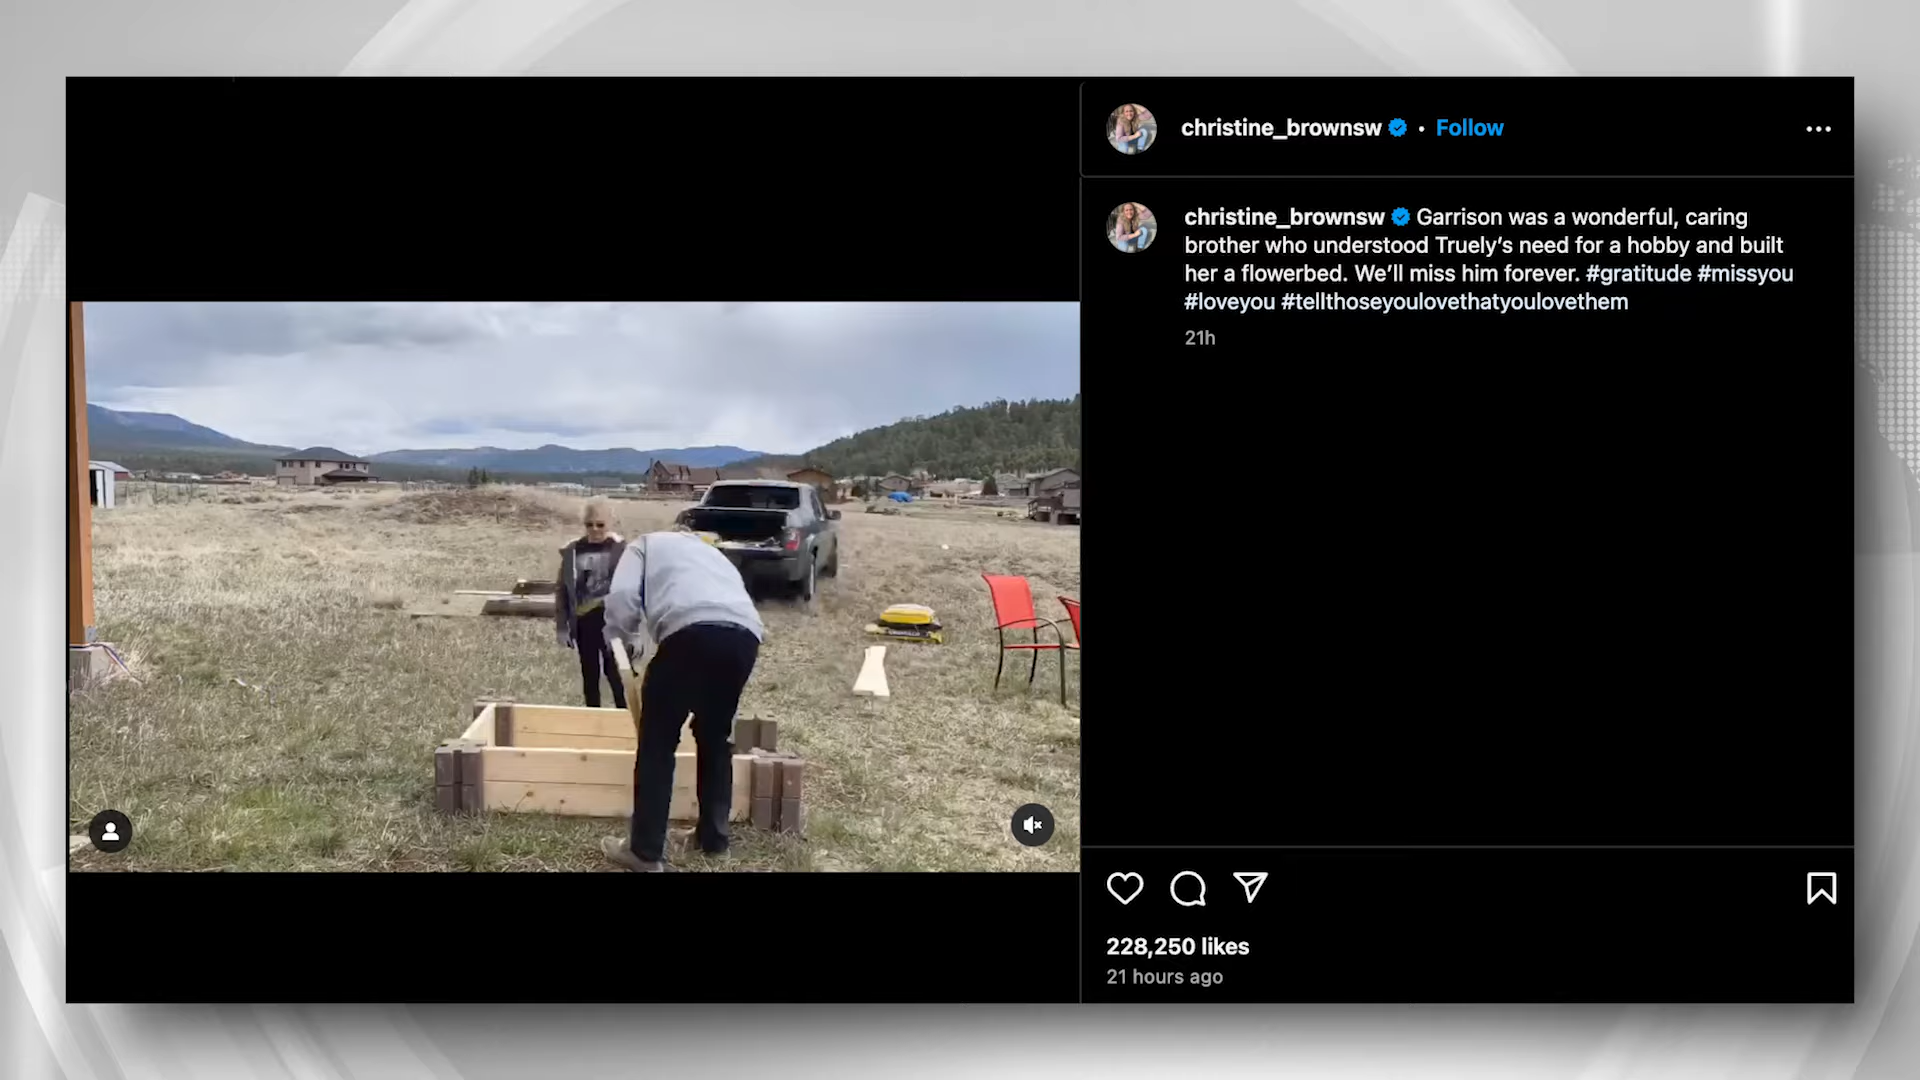 christine_brownsw • Follow
christine_brownsw Garrison was a wonderful, caring
brother who understood Truely’s need for a hobby and built
her a flowerbed. We’ll miss him forever. #gratitude #missyou
#loveyou #tellthoseyoulovethatyoulovethem
21h
228,250 likes
21 hours ago